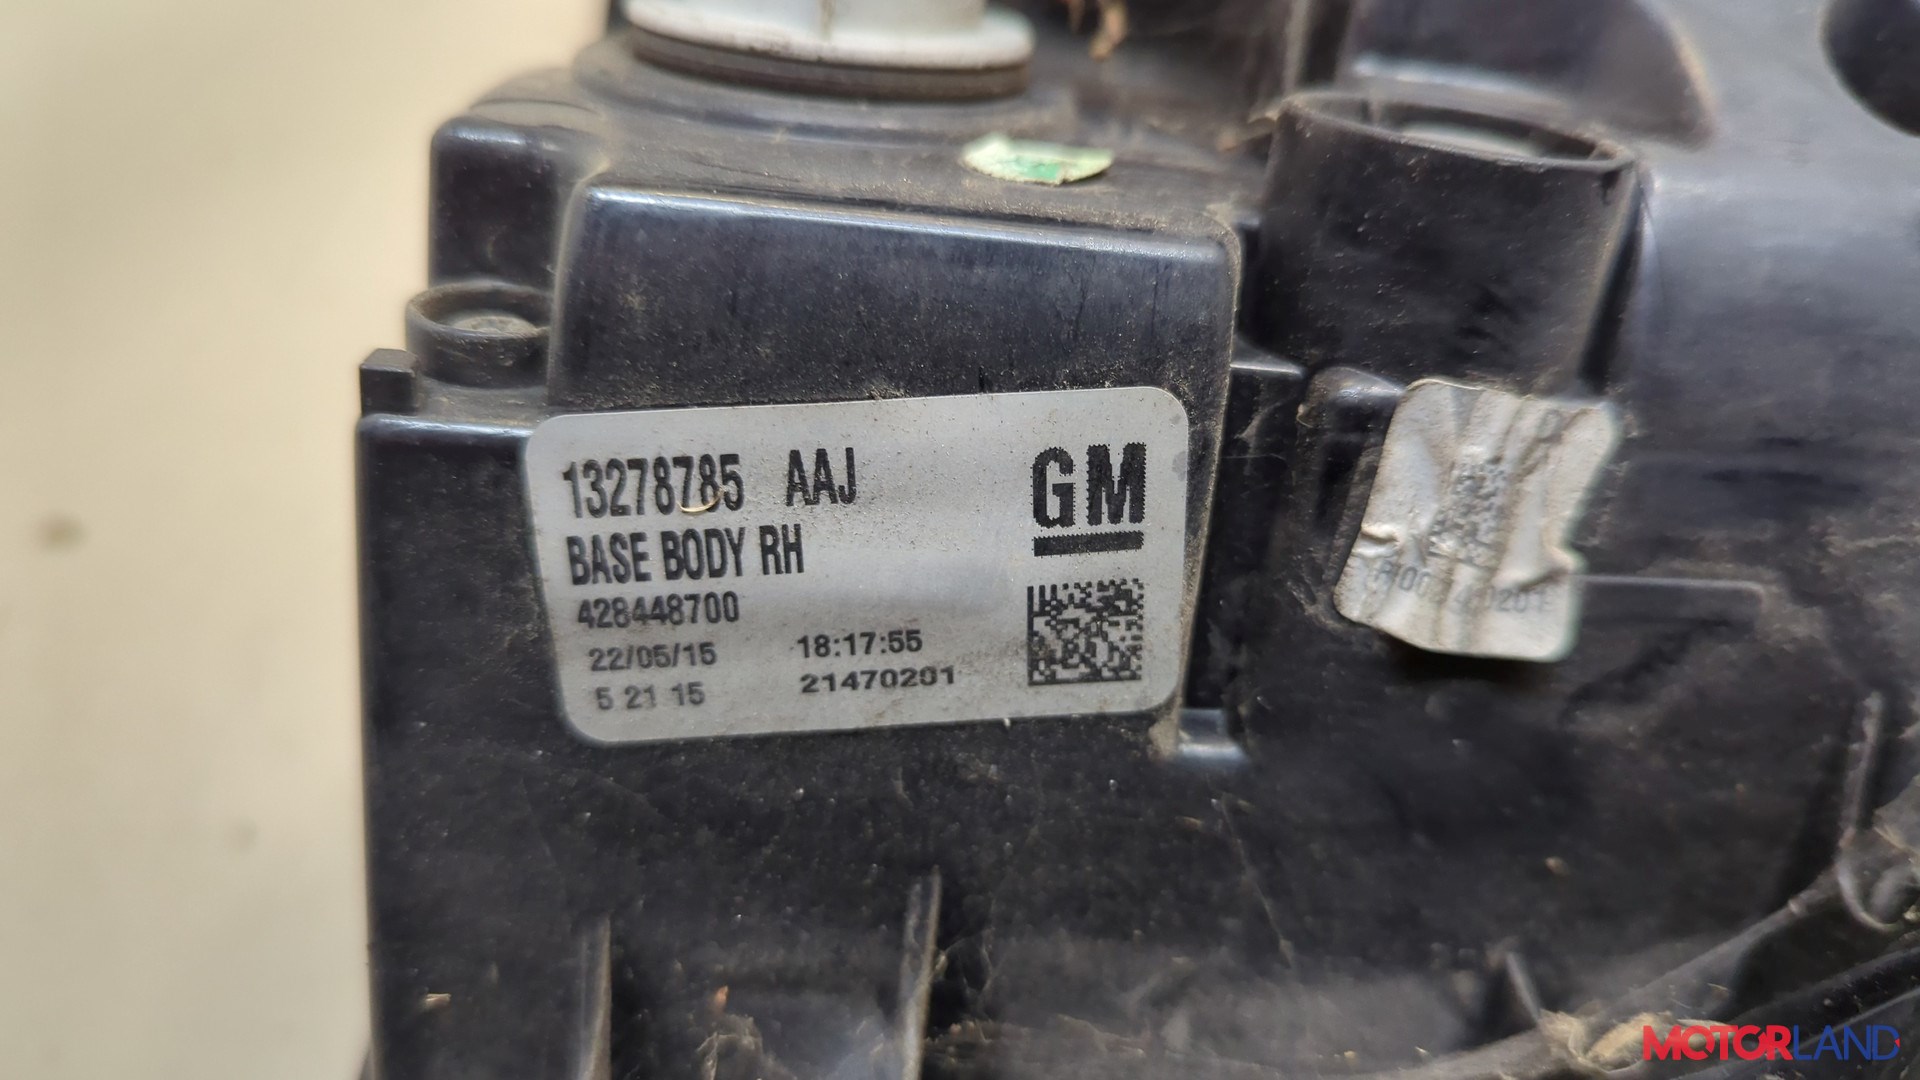 13278785 AAJ
GM
BASE BODY RH
428448700
22/05/15 18:17:55
5 21 15 21470201
MOTORLAND